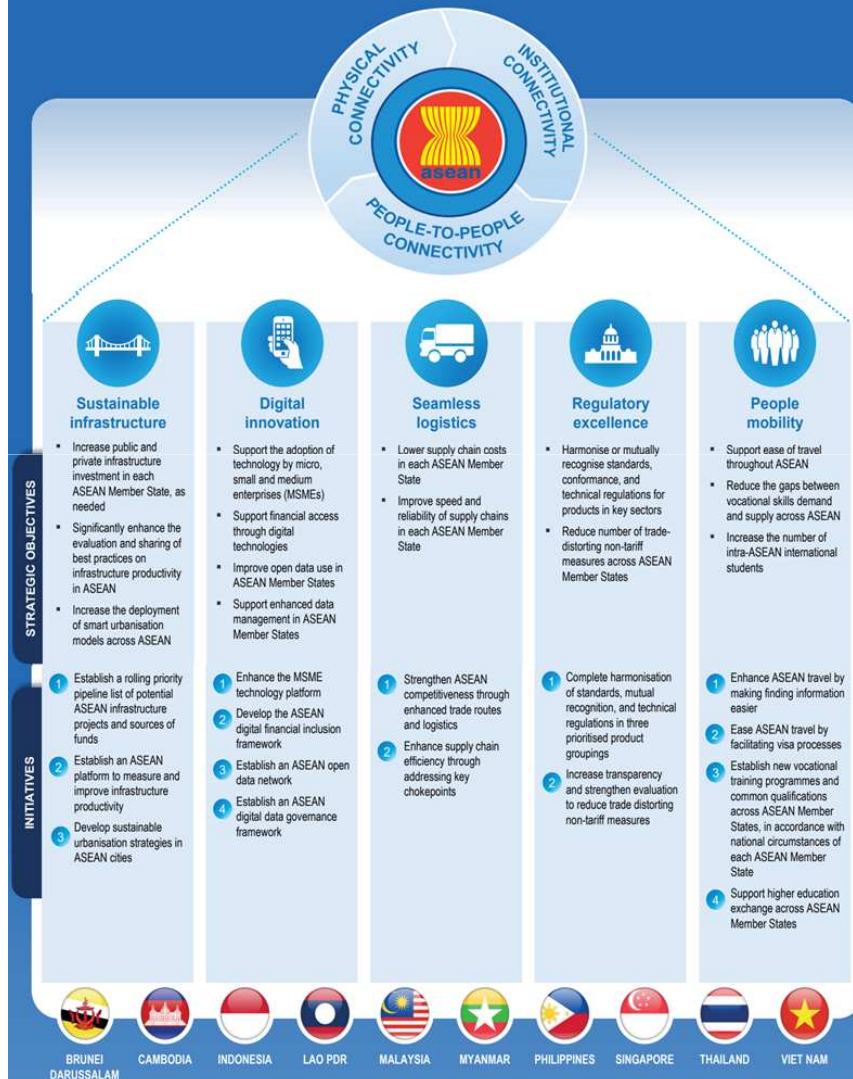 PHYSICAL
CONNECTIVITY
INSTITUTIONAL
CONNECTIVITY
asean
PEOPLE-TO-PEOPLE
CONNECTIVITY
Sustainable
infrastructure
Digital
innovation
Seamless
logistics
Regulatory
excellence
People
mobility
STRATEGIC OBJECTIVES
▪ Increase public and
private infrastructure
investment in each
ASEAN Member State, as
needed
▪ Significantly enhance the
evaluation and sharing of
best practices on
infrastructure productivity
in ASEAN
▪ Increase the deployment
of smart urbanisation
models across ASEAN
▪ Support the adoption of
technology by micro,
small and medium
enterprises (MSMEs)
▪ Support financial access
through digital
technologies
▪ Improve open data use in
ASEAN Member States
▪ Support enhanced data
management in ASEAN
Member States
▪ Lower supply chain costs
in each ASEAN Member
State
▪ Improve speed and
reliability of supply chains
in each ASEAN Member
State
▪ Harmonise or mutually
recognise standards,
conformance, and
technical regulations for
products in key sectors
▪ Reduce number of trade-
distorting non-tariff
measures across ASEAN
Member States
▪ Support ease of travel
throughout ASEAN
▪ Reduce the gaps between
vocational skills demand
and supply across ASEAN
▪ Increase the number of
intra-ASEAN international
students
INITIATIVES
1 Establish a rolling priority
pipeline list of potential
ASEAN infrastructure
projects and sources of
funds
2 Establish an ASEAN
platform to measure and
improve infrastructure
productivity
3 Develop sustainable
urbanisation strategies in
ASEAN cities
1 Enhance the MSME
technology platform
2 Develop the ASEAN
digital financial inclusion
framework
3 Establish an ASEAN open
data network
4 Establish an ASEAN
digital data governance
framework
1 Strengthen ASEAN
competitiveness through
enhanced trade routes
and logistics
2 Enhance supply chain
efficiency through
addressing key
chokepoints
1 Complete harmonisation
of standards, mutual
recognition, and technical
regulations in three
prioritised product
groupings
2 Increase transparency
and strengthen evaluation
to reduce trade distorting
non-tariff measures
1 Enhance ASEAN travel by
making finding information
easier
2 Ease ASEAN travel by
facilitating visa processes
3 Establish new vocational
training programmes and
common qualifications
across ASEAN Member
States, in accordance with
national circumstances of
each ASEAN Member
State
4 Support higher education
exchange across ASEAN
Member States
BRUNEI
DARUSSALAM
CAMBODIA
INDONESIA
LAO PDR
MALAYSIA
MYANMAR
PHILIPPINES
SINGAPORE
THAILAND
VIET NAM